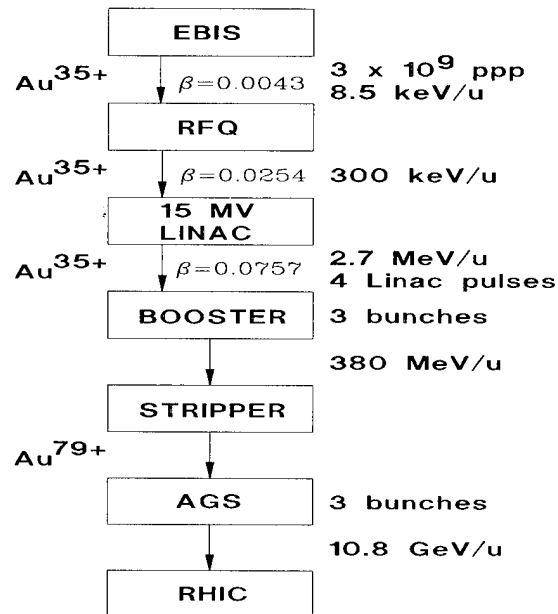 EBIS
Au35+
β=0.0043
3 x 10^9 ppp
8.5 keV/u
RFQ
Au35+
β=0.0254
300 keV/u
15 MV
LINAC
Au35+
β=0.0757
2.7 MeV/u
4 Linac pulses
BOOSTER
3 bunches
380 MeV/u
STRIPPER
Au79+
AGS
3 bunches
10.8 GeV/u
RHIC